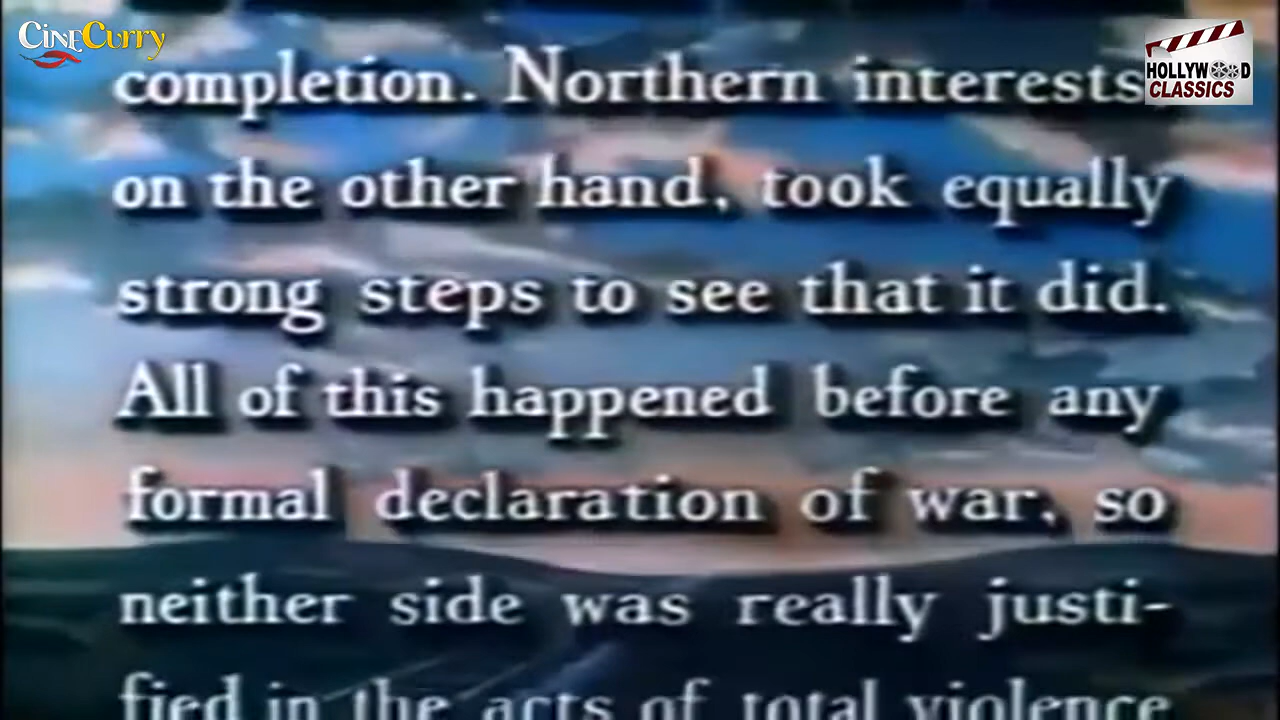 CINECURRY
HOLLYWOOD
CLASSICS
completion. Northern interests
on the other hand, took equally
strong steps to see that it did.
All of this happened before any
formal declaration of war, so
neither side was really justi-
fied in the acts of total violence